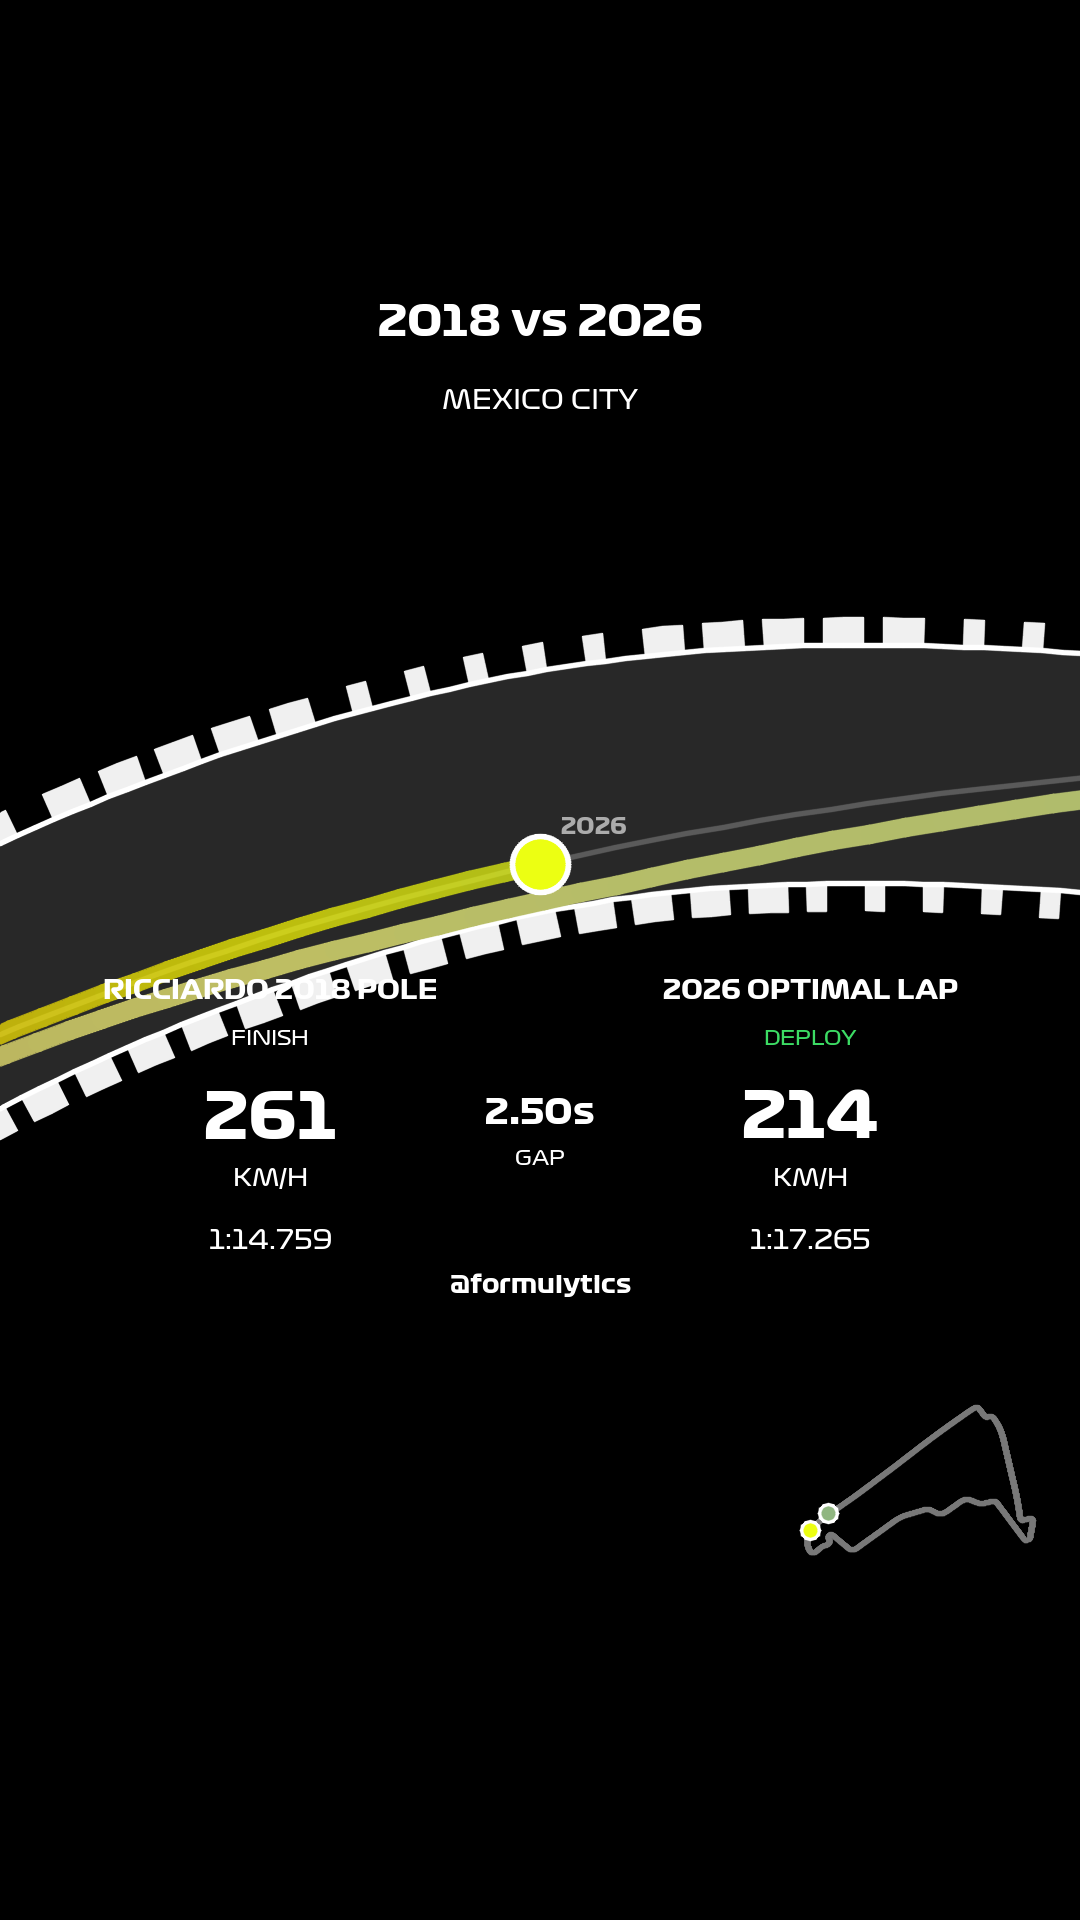 2018 vs 2026
MEXICO CITY
2026
RICCIARDO 2018 POLE
FINISH
261
KM/H
1:14.759
2.50s
GAP
2026 OPTIMAL LAP
DEPLOY
214
KM/H
1:17.265
@formulytics